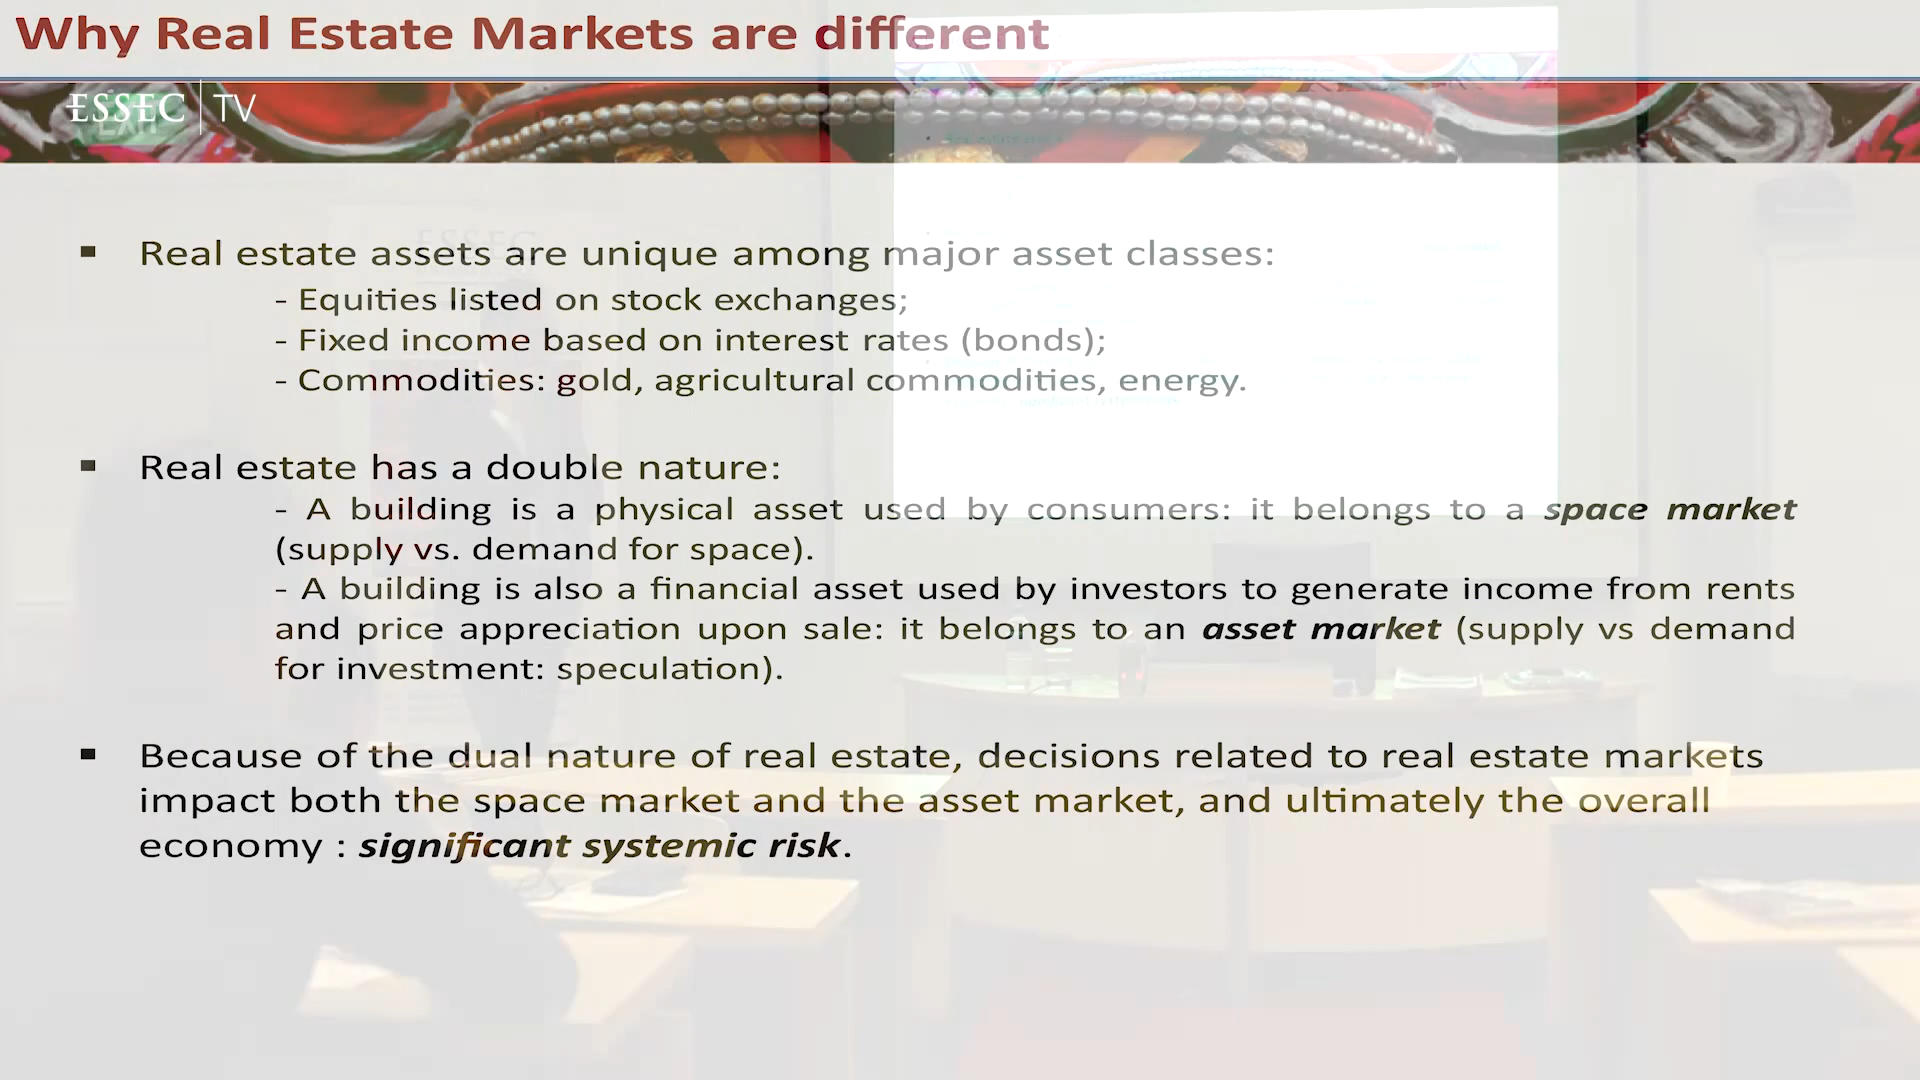 Why Real Estate Markets are different
ESSEC TV
EXIT
ESSEC
▪ Real estate assets are unique among major asset classes:
- Equities listed on stock exchanges;
- Fixed income based on interest rates (bonds);
- Commodities: gold, agricultural commodities, energy.
▪ Real estate has a double nature:
- A building is a physical asset used by consumers: it belongs to a space market
(supply vs. demand for space).
- A building is also a financial asset used by investors to generate income from rents
and price appreciation upon sale: it belongs to an asset market (supply vs demand
for investment: speculation).
▪ Because of the dual nature of real estate, decisions related to real estate markets
impact both the space market and the asset market, and ultimately the overall
economy : significant systemic risk.